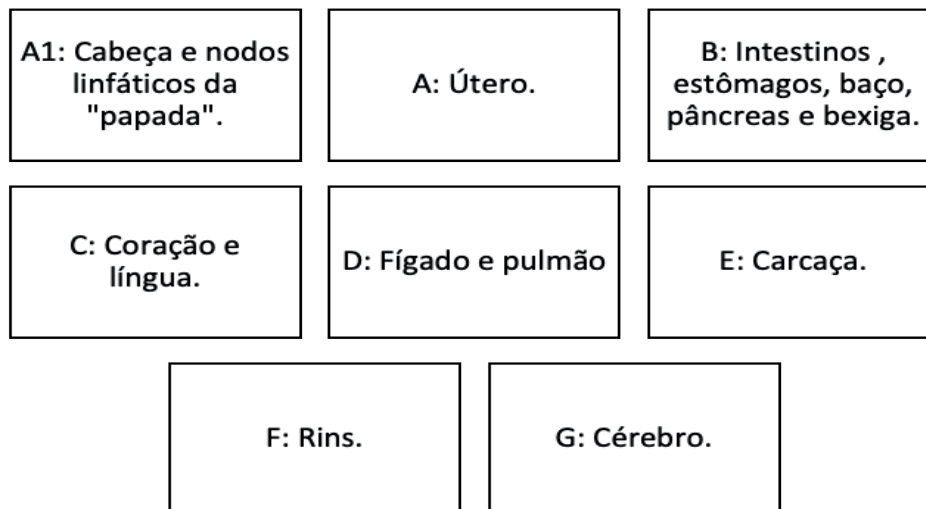 A1: Cabeça e nodos
linfáticos da
"papada".
A: Útero.
B: Intestinos ,
estômagos, baço,
pâncreas e bexiga.
C: Coração e
língua.
D: Fígado e pulmão
E: Carcaça.
F: Rins.
G: Cérebro.